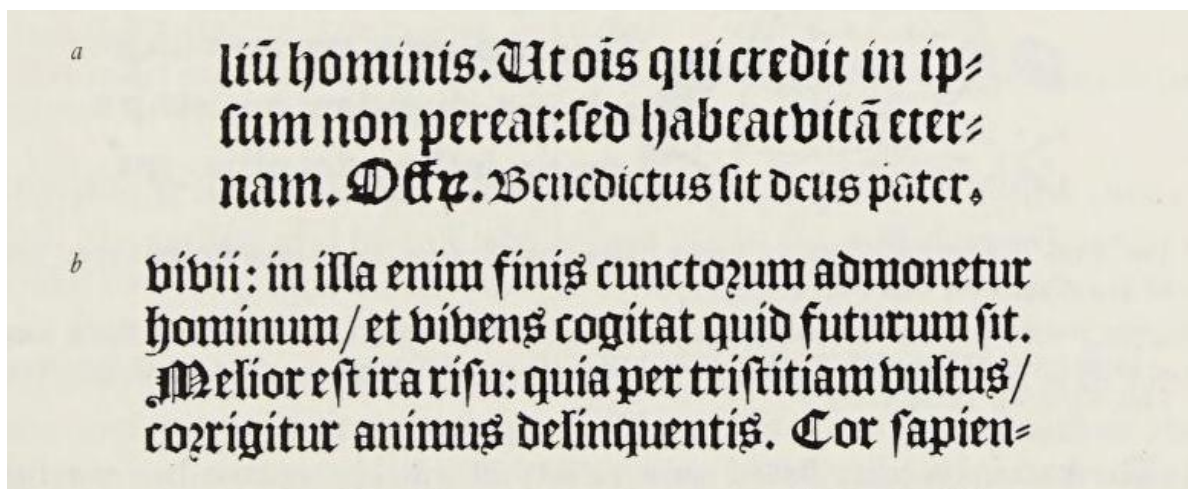 a
liū hominis. Ut oīs qui credit in ip⸗
ſum non pereat: ſed habeat vitā eter⸗
nam. Offꝛ. Benedictus ſit deus pater.
b
vivii: in illa enim finis cunctoꝛum admonetur
hominum/ et vivens cogitat quid futurum ſit.
Melior eſt ira riſu: quia per triſtitiam vultus/
coꝛrigitur animus delinquentis. Cor ſapien⸗